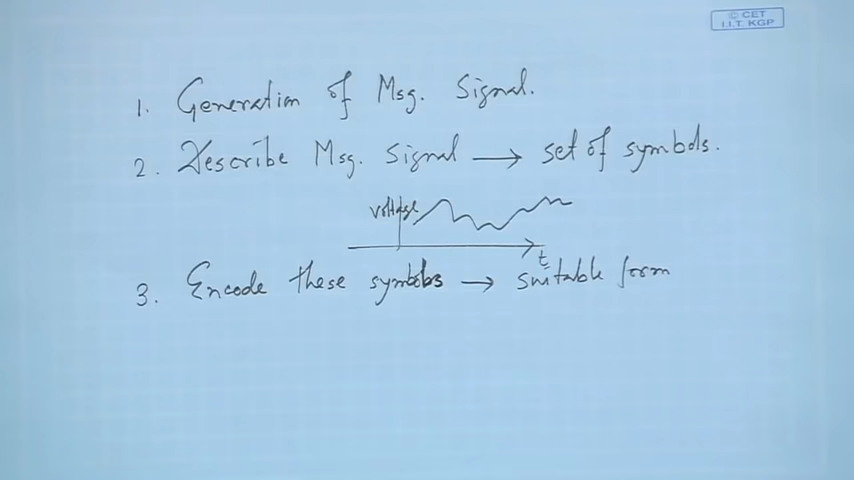 © CET
I.I.T. KGP
1. Generation of Msg. Signal.
2. Describe Msg. Signal → set of symbols.
voltage
t
3. Encode these symbols → suitable form